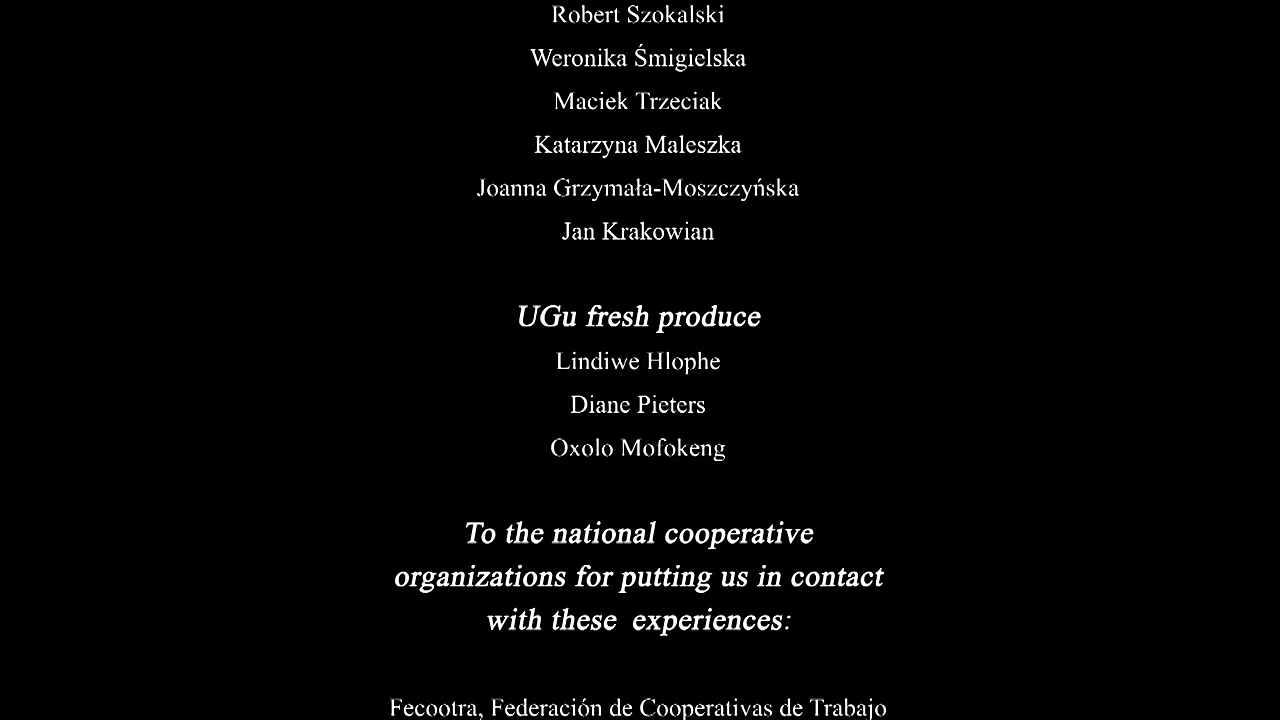 Robert Szokalski
Weronika Śmigielska
Maciek Trzeciak
Katarzyna Maleszka
Joanna Grzymała-Moszczyńska
Jan Krakowian
UGu fresh produce
Lindiwe Hlophe
Diane Pieters
Oxolo Mofokeng
To the national cooperative
organizations for putting us in contact
with these experiences:
Fecootra, Federación de Cooperativas de Trabajo